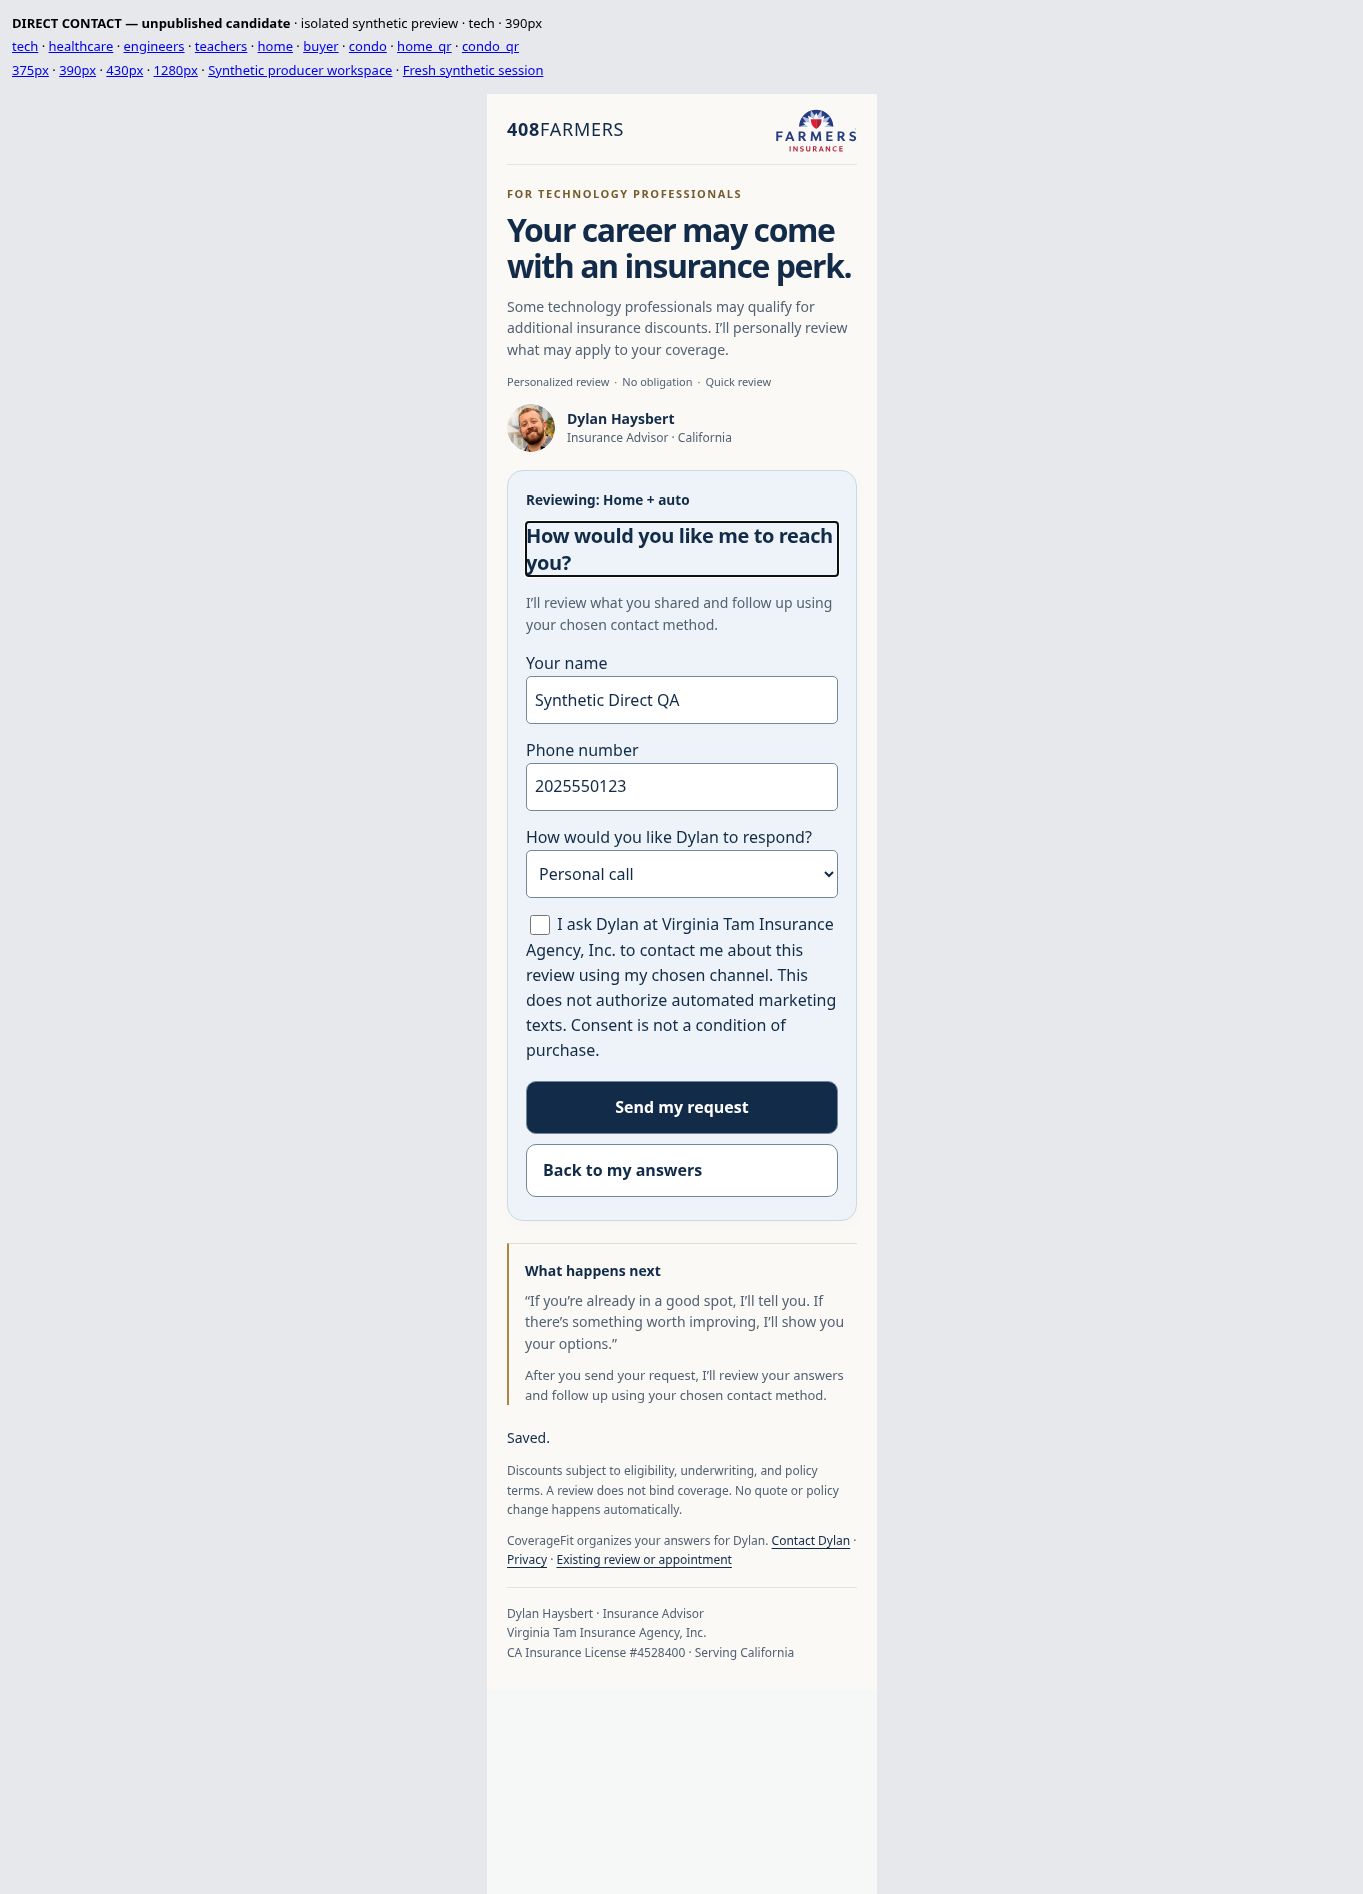 DIRECT CONTACT — unpublished candidate · isolated synthetic preview · tech · 390px
tech · healthcare · engineers · teachers · home · buyer · condo · home_qr · condo_qr
375px · 390px · 430px · 1280px · Synthetic producer workspace · Fresh synthetic session
408FARMERS
FARMERS
INSURANCE
FOR TECHNOLOGY PROFESSIONALS
Your career may come
with an insurance perk.
Some technology professionals may qualify for
additional insurance discounts. I’ll personally review
what may apply to your coverage.
Personalized review · No obligation · Quick review
Dylan Haysbert
Insurance Advisor · California
Reviewing: Home + auto
How would you like me to reach
you?
I’ll review what you shared and follow up using
your chosen contact method.
Your name
Synthetic Direct QA
Phone number
2025550123
How would you like Dylan to respond?
Personal call
I ask Dylan at Virginia Tam Insurance
Agency, Inc. to contact me about this
review using my chosen channel. This
does not authorize automated marketing
texts. Consent is not a condition of
purchase.
Send my request
Back to my answers
What happens next
“If you’re already in a good spot, I’ll tell you. If
there’s something worth improving, I’ll show you
your options.”
After you send your request, I’ll review your answers
and follow up using your chosen contact method.
Saved.
Discounts subject to eligibility, underwriting, and policy
terms. A review does not bind coverage. No quote or policy
change happens automatically.
CoverageFit organizes your answers for Dylan. Contact Dylan ·
Privacy · Existing review or appointment
Dylan Haysbert · Insurance Advisor
Virginia Tam Insurance Agency, Inc.
CA Insurance License #4528400 · Serving California